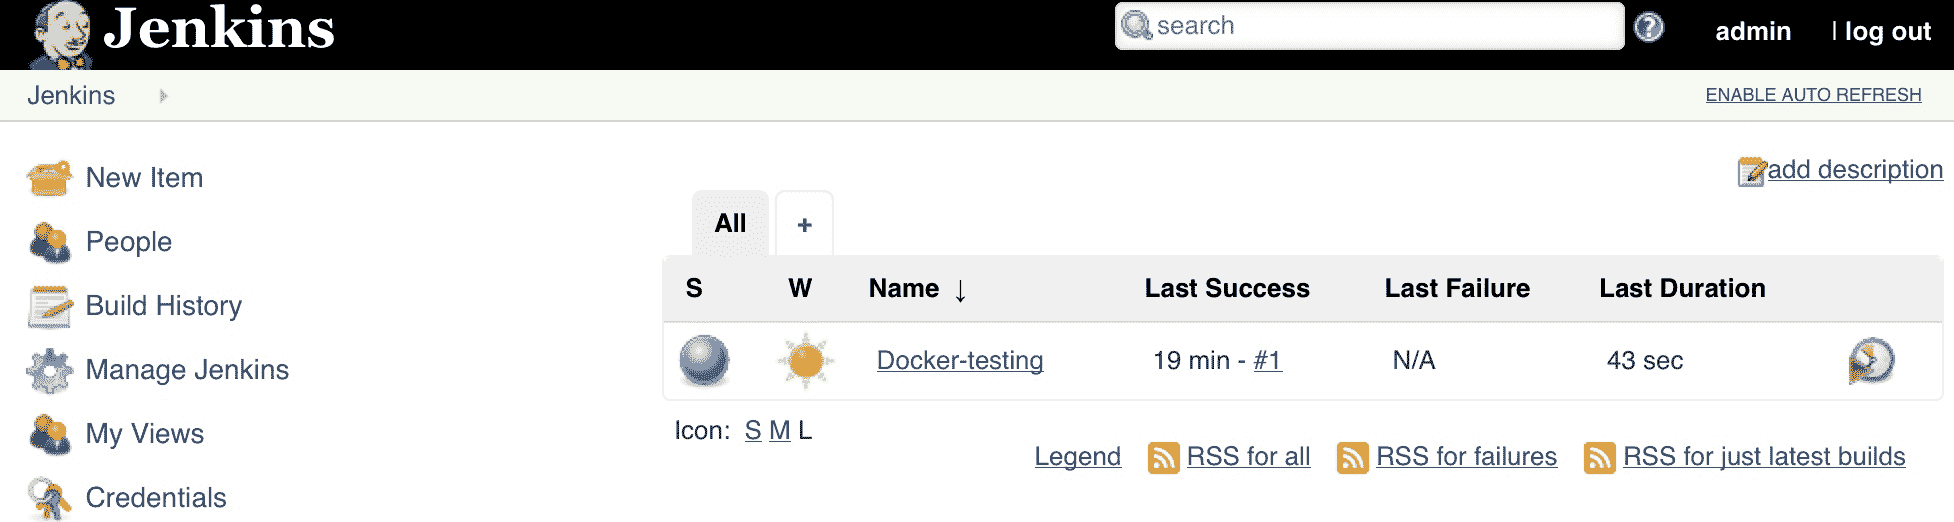 Jenkins
search
admin | log out
Jenkins
ENABLE AUTO REFRESH
New Item
People
Build History
Manage Jenkins
My Views
Credentials
add description
All +
S W Name ↓ Last Success Last Failure Last Duration
Docker-testing 19 min - #1 N/A 43 sec
Icon: S M L
Legend RSS for all RSS for failures RSS for just latest builds